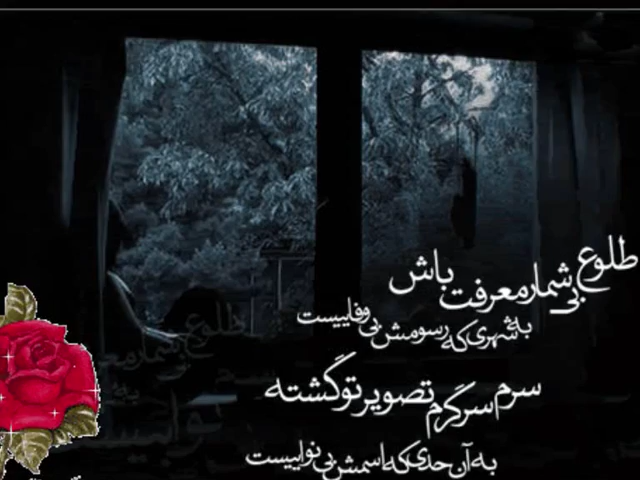 طلوع بی شمار معرفت باش
به شهری که رسومش بی وفاییست
سرم سرگرم تصویر تو گشته
به آن حدی که اسمش بی نواییست